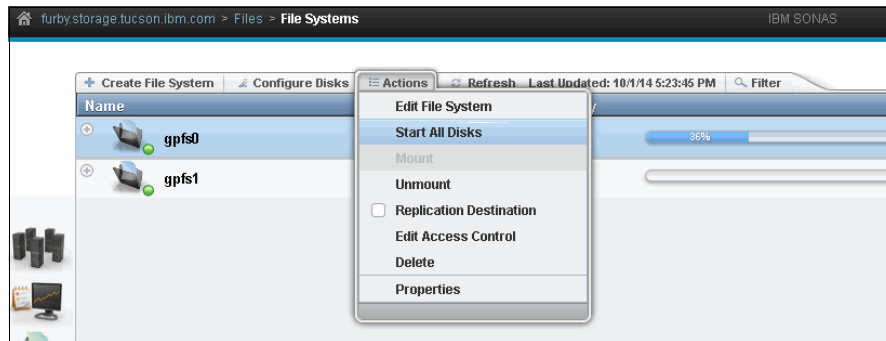 furby.storage.tucson.ibm.com > Files > File Systems IBM SONAS
Create File System Configure Disks Actions Refresh Last Updated: 10/1/14 5:23:45 PM Filter
Name
gpfs0 36%
gpfs1
Edit File System
Start All Disks
Mount
Unmount
Replication Destination
Edit Access Control
Delete
Properties